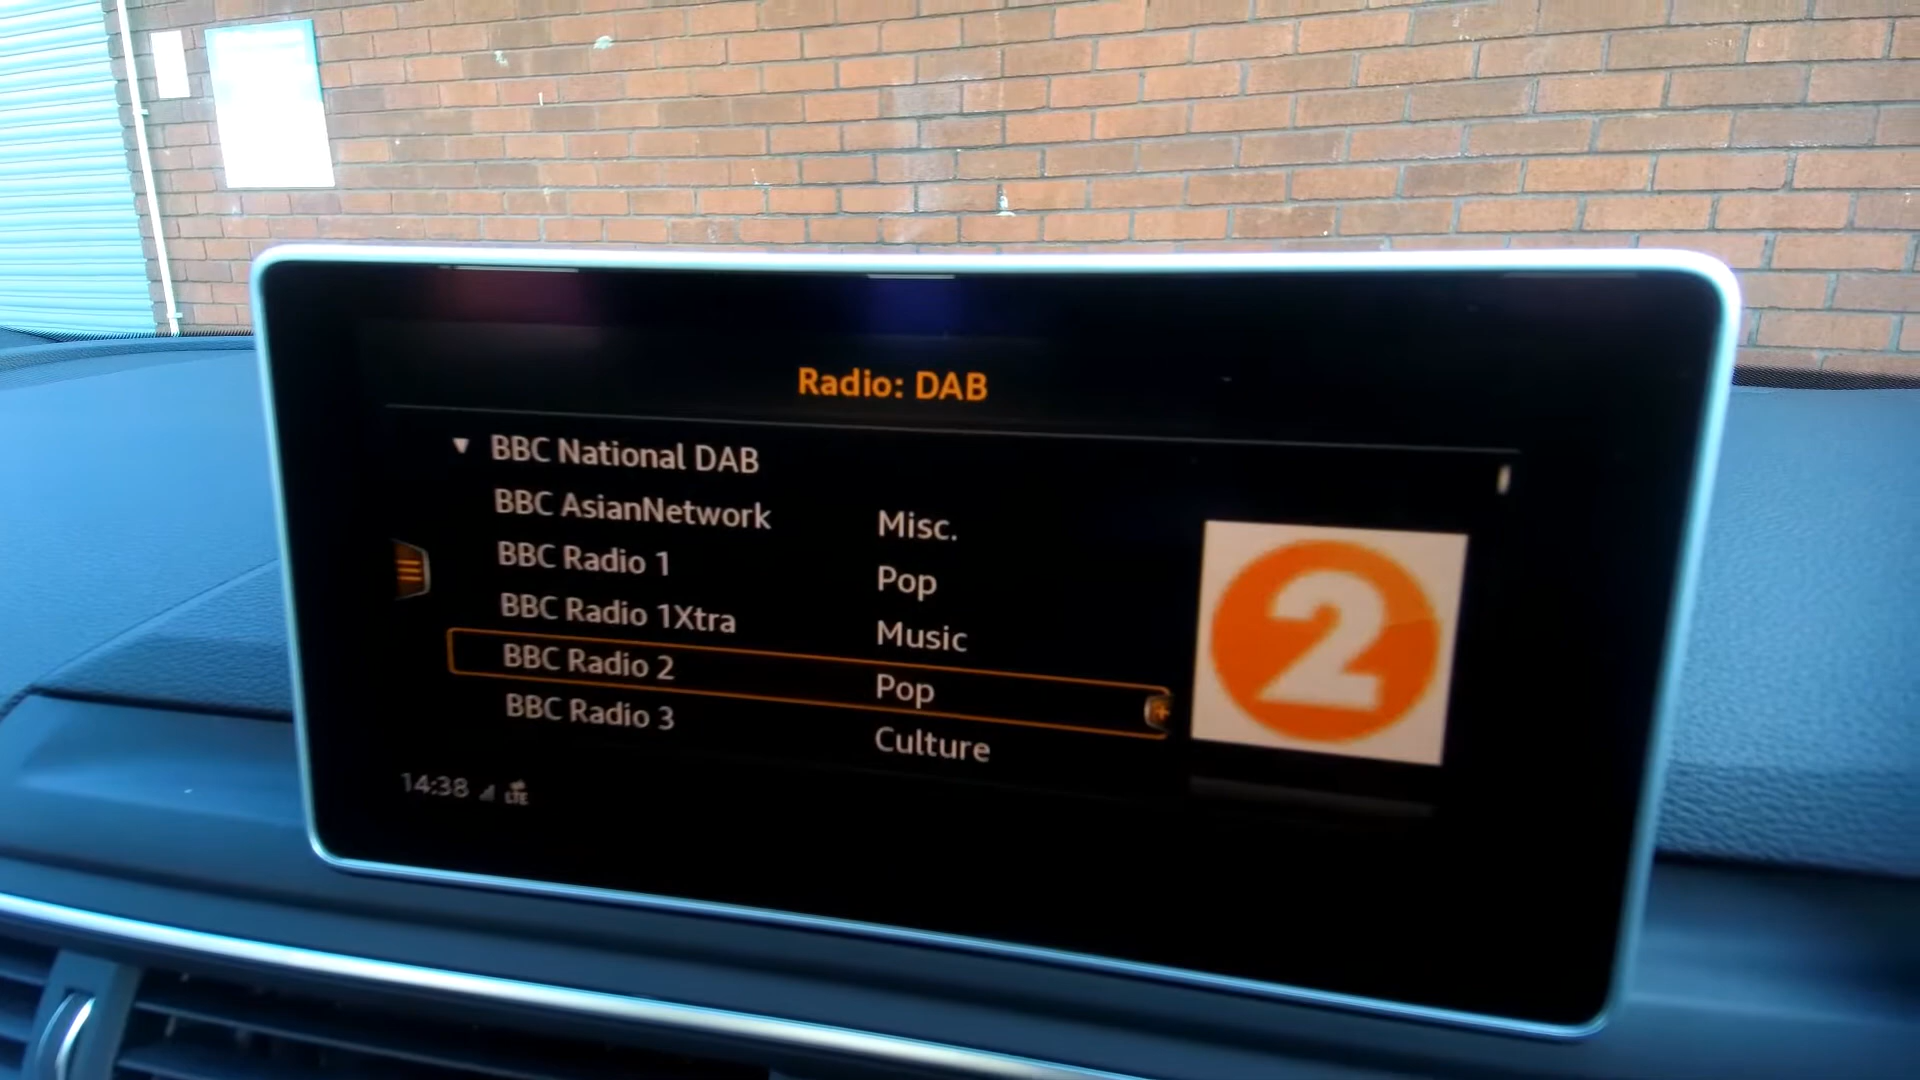 Radio: DAB
BBC National DAB
BBC AsianNetwork Misc.
BBC Radio 1 Pop
BBC Radio 1Xtra Music
BBC Radio 2 Pop
BBC Radio 3 Culture
2
14:38 LTE